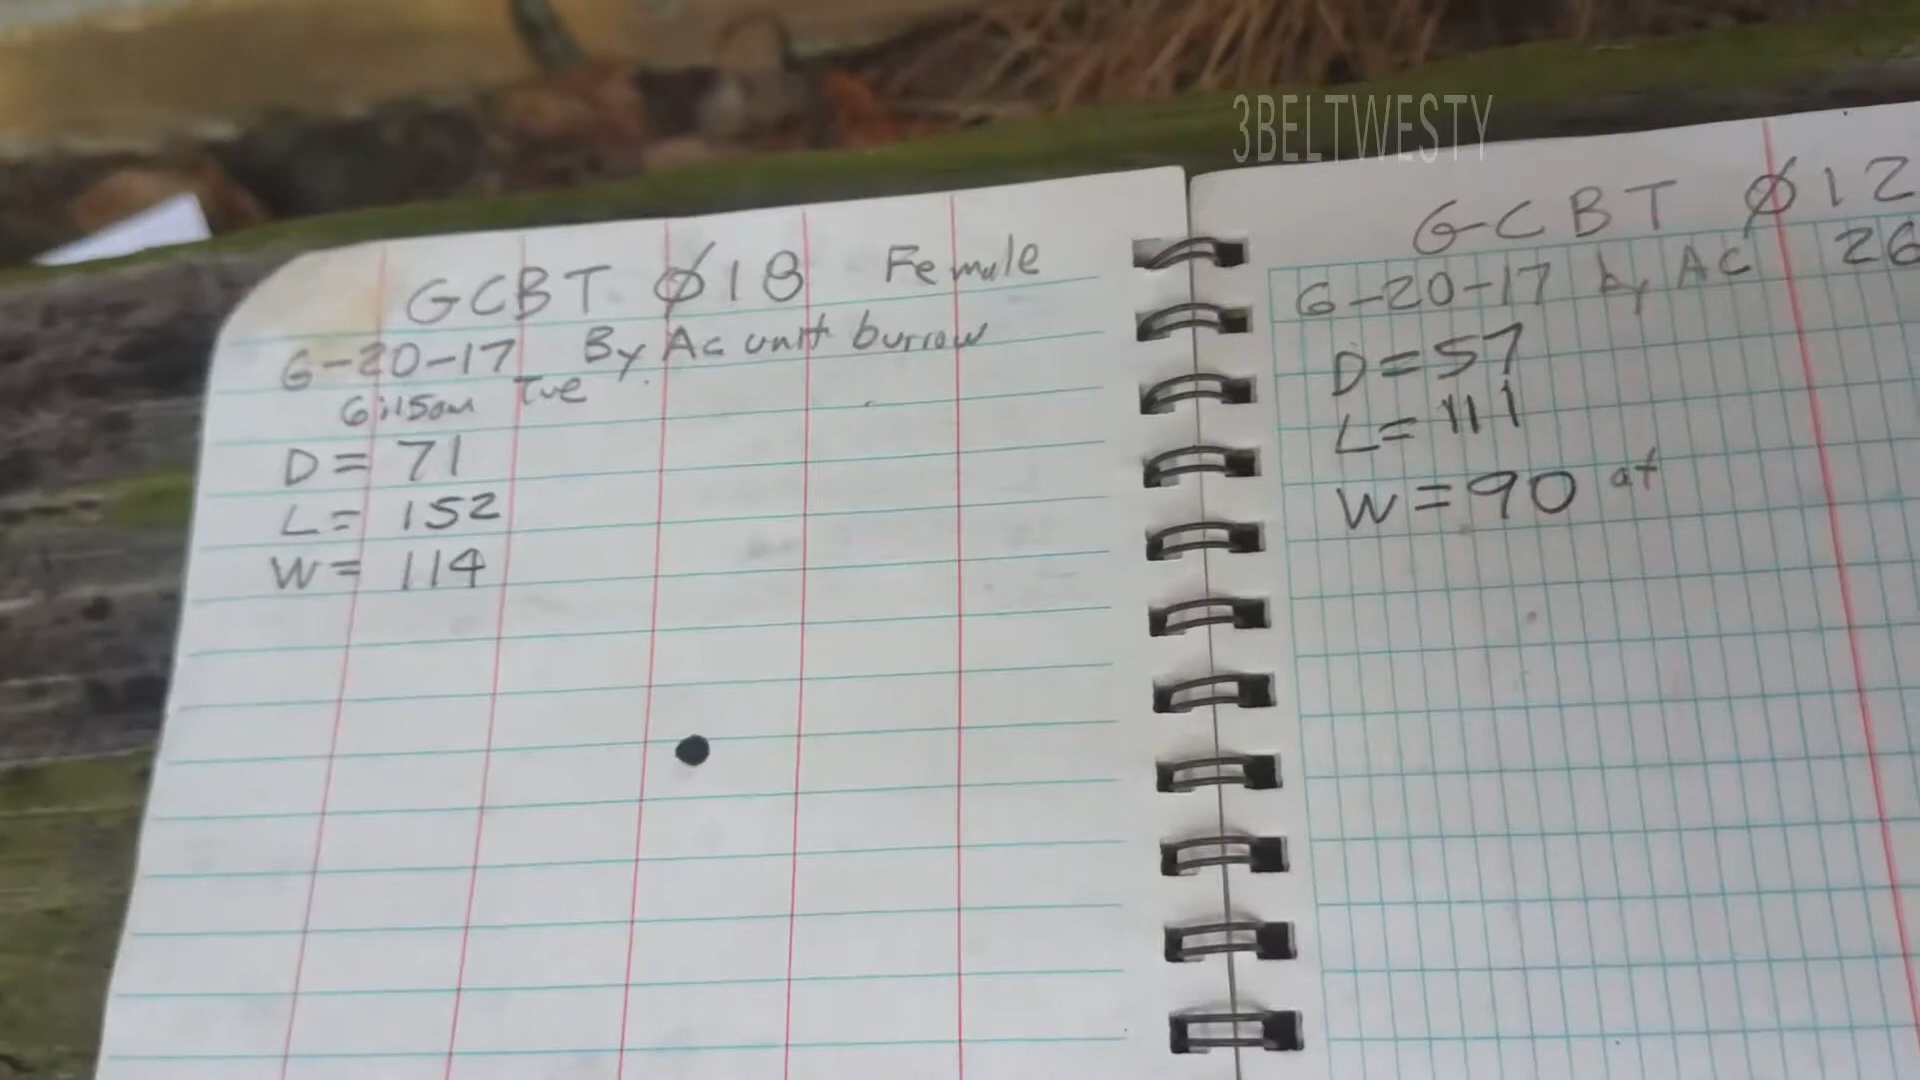 3BELTWESTY
GCBT Ø18 Female
6-20-17 By Ac unit burrow
6:15am Tue
D = 71
L = 152
W = 114
GCBT Ø12
6-20-17 by AC 26
D = 57
L = 111
W = 90 at